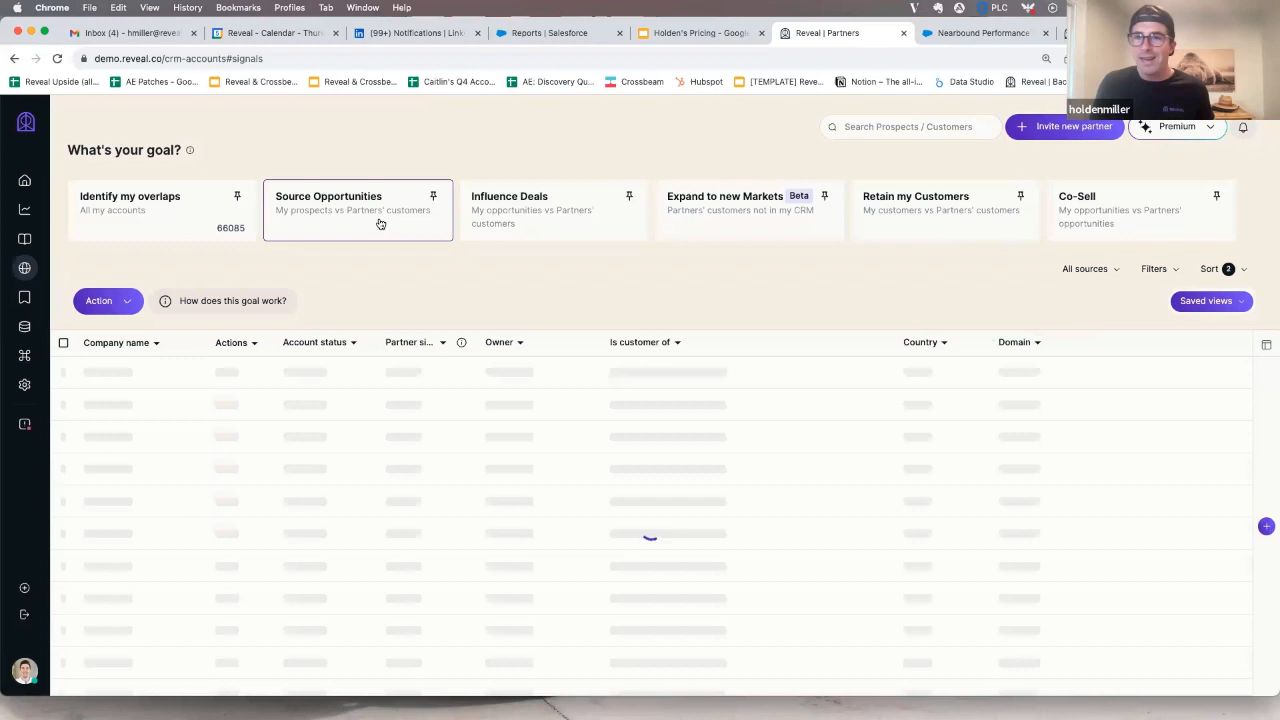 Chrome File Edit View History Bookmarks Profiles Tab Window Help PLC
Inbox (4) - hmiller@reveal
Reveal - Calendar - Thurs
(99+) Notifications | Link
Reports | Salesforce
Holden's Pricing - Google
Reveal | Partners
Nearbound Performance
demo.reveal.co/crm-accounts#signals
Reveal Upside (all...
AE Patches - Goog...
Reveal & Crossbe...
Reveal & Crossbe...
Caitlin's Q4 Acco...
AE: Discovery Qu...
Crossbeam
Hubspot
[TEMPLATE] Reve...
Notion – The all-i...
Data Studio
Reveal | Bac
holdenmiller
Search Prospects / Customers
Invite new partner
Premium
What's your goal?
Identify my overlaps
All my accounts
66085
Source Opportunities
My prospects vs Partners' customers
Influence Deals
My opportunities vs Partners'
customers
Expand to new Markets Beta
Partners' customers not in my CRM
Retain my Customers
My customers vs Partners' customers
Co-Sell
My opportunities vs Partners'
opportunities
All sources Filters Sort 2
Action
How does this goal work?
Saved views
Company name Actions Account status Partner si... Owner Is customer of Country Domain